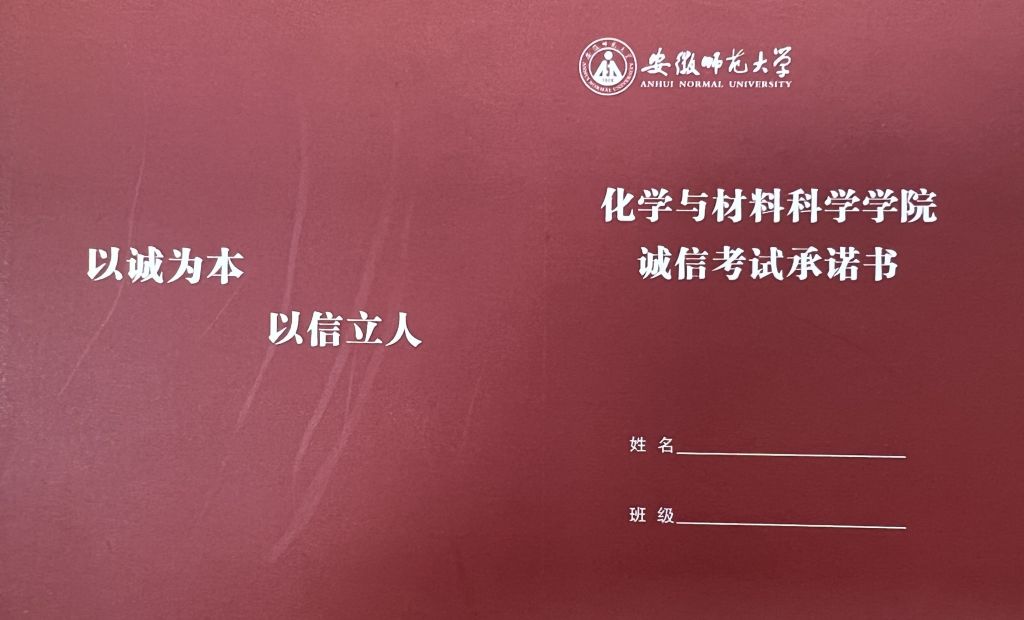 安徽师范大学
ANHUI NORMAL UNIVERSITY
化学与材料科学学院
诚信考试承诺书
以诚为本
以信立人
姓 名
班 级